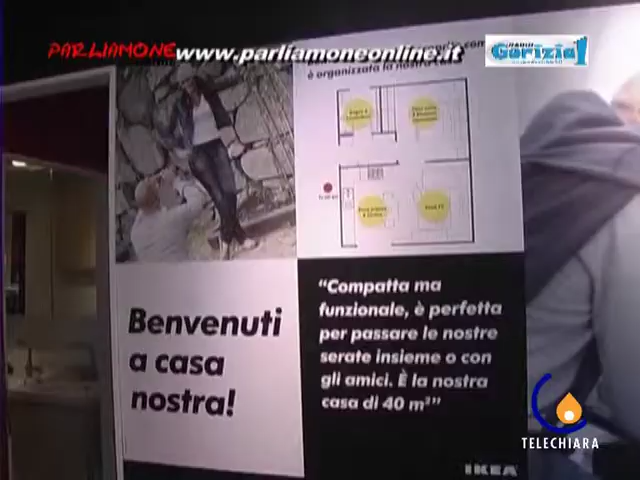 PARLIAMONE www.parliamoneonline.it
RADIO Gorizia 1
è organizzata la nostra
Benvenuti
a casa
nostra!
“Compatta ma
funzionale, è perfetta
per passare le nostre
serate insieme o con
gli amici. È la nostra
casa di 40 m²”
IKEA
TELECHIARA